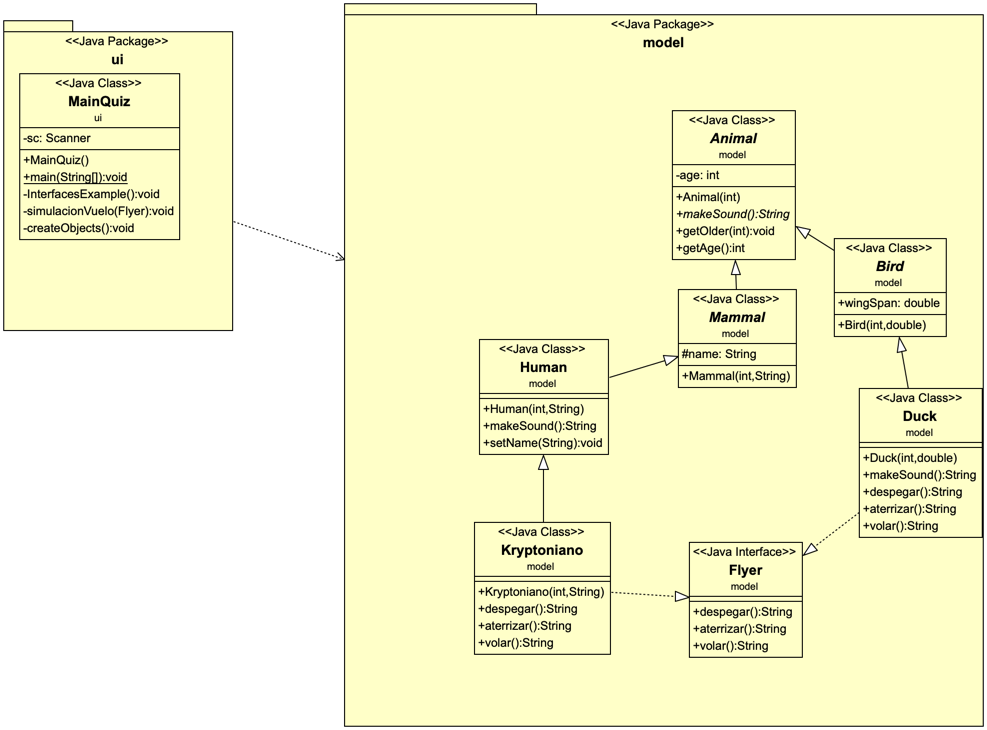 <<Java Package>>
ui
<<Java Class>>
MainQuiz
ui
-sc: Scanner
+MainQuiz()
+main(String[]):void
-InterfacesExample():void
-simulacionVuelo(Flyer):void
-createObjects():void
<<Java Package>>
model
<<Java Class>>
Animal
model
-age: int
+Animal(int)
+makeSound():String
+getOlder(int):void
+getAge():int
<<Java Class>>
Bird
model
+wingSpan: double
+Bird(int,double)
<<Java Class>>
Mammal
model
#name: String
+Mammal(int,String)
<<Java Class>>
Human
model
+Human(int,String)
+makeSound():String
+setName(String):void
<<Java Class>>
Duck
model
+Duck(int,double)
+makeSound():String
+despegar():String
+aterrizar():String
+volar():String
<<Java Class>>
Kryptoniano
model
+Kryptoniano(int,String)
+despegar():String
+aterrizar():String
+volar():String
<<Java Interface>>
Flyer
model
+despegar():String
+aterrizar():String
+volar():String